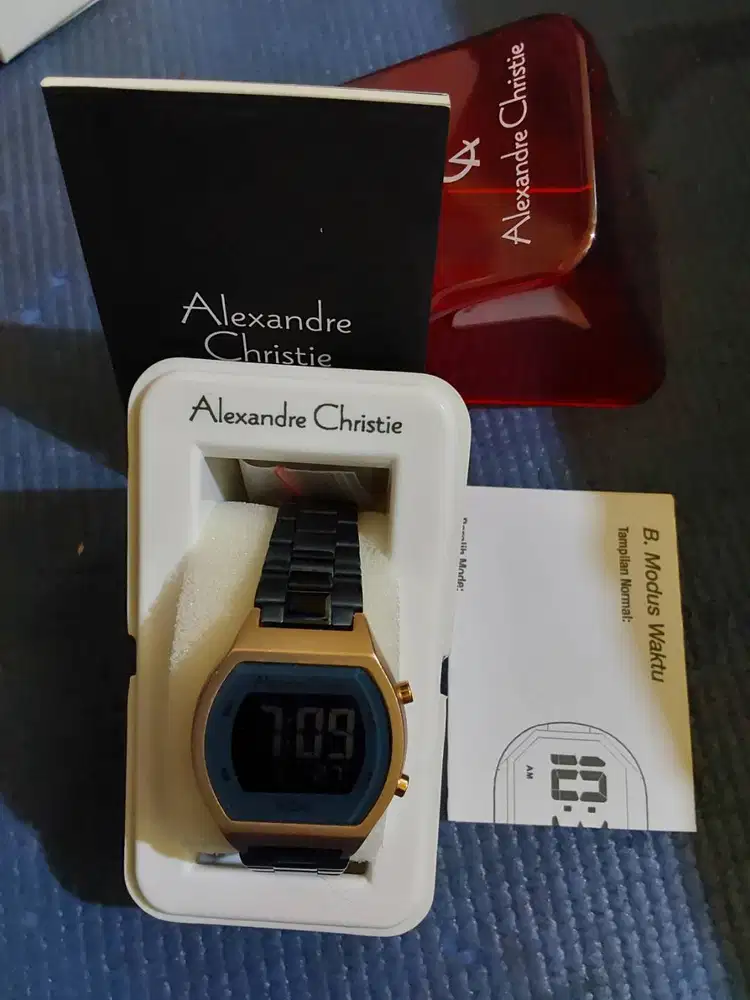 Alexandre Christie
Alexandre
Christie
Alexandre Christie
7:09
B. Modus Waktu
Tampilan Normal:
AM